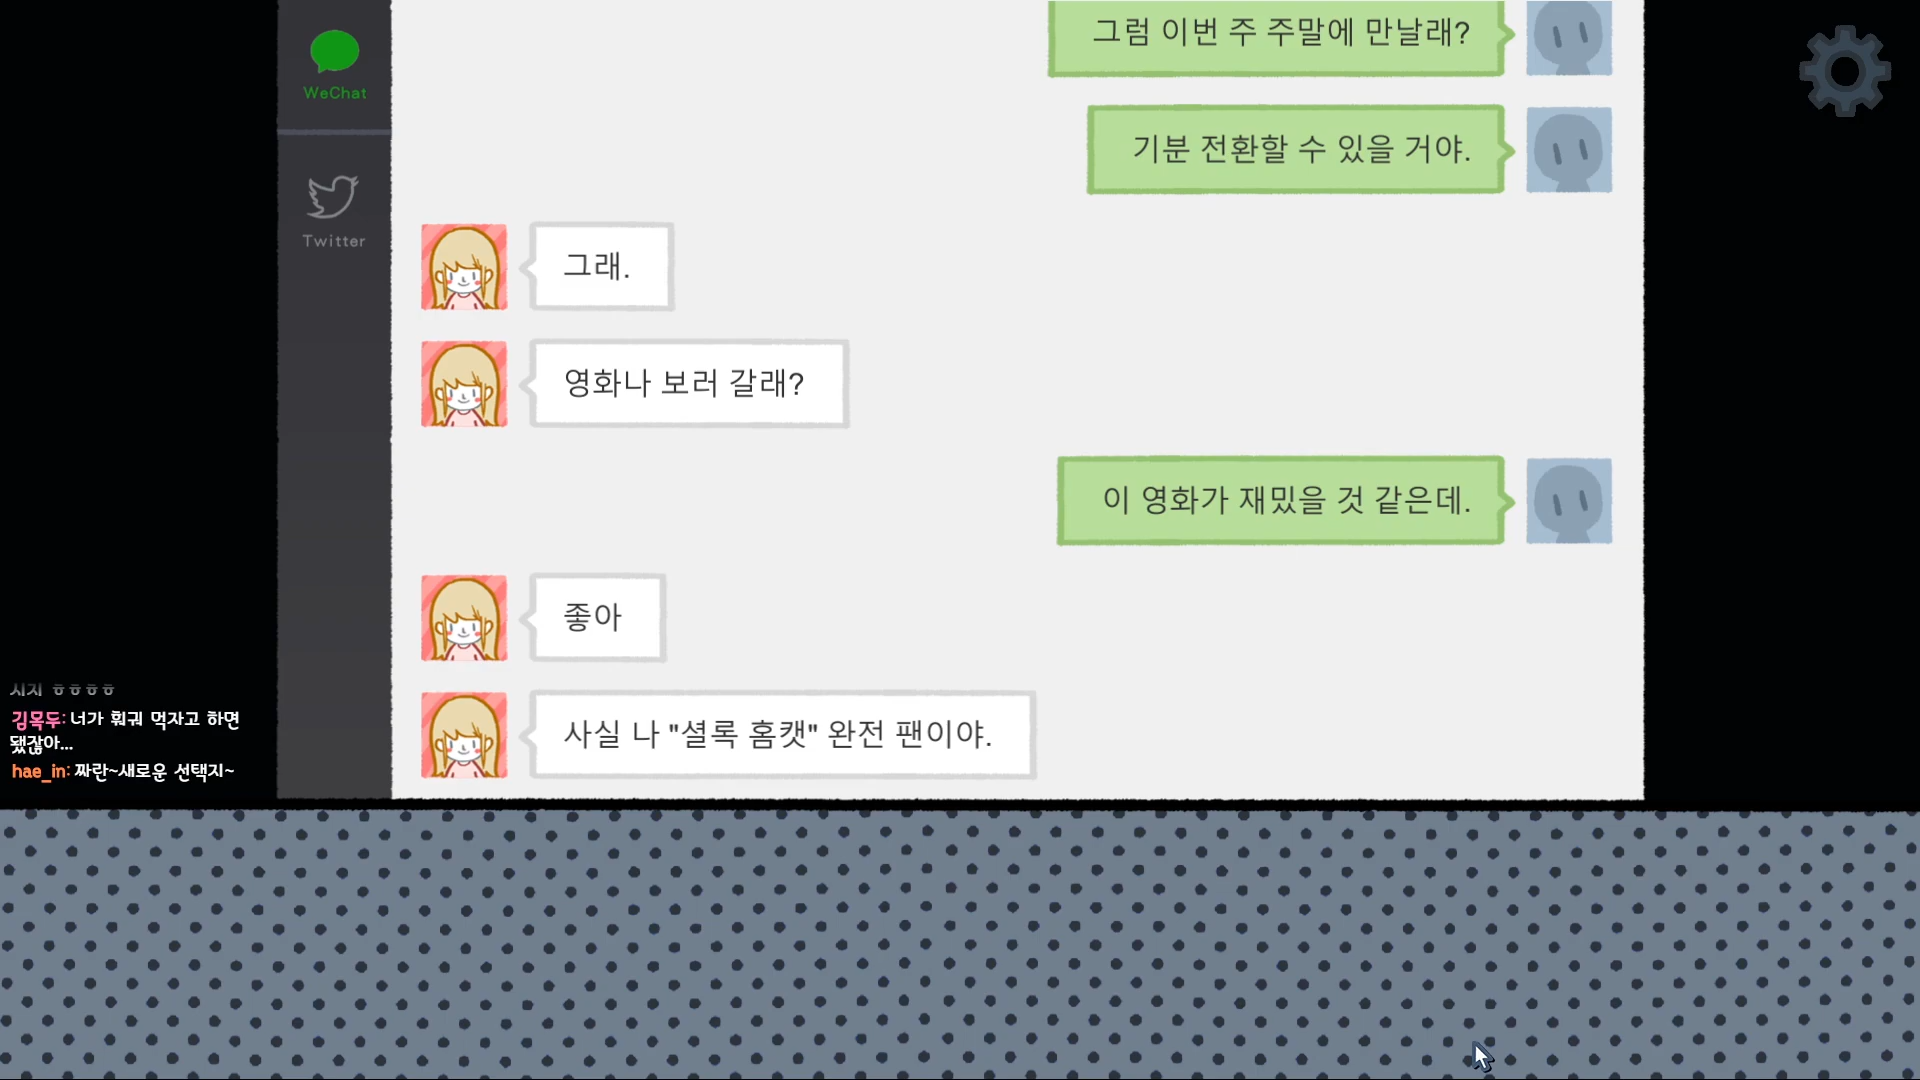 WeChat
Twitter
그럼 이번 주 주말에 만날래?
기분 전환할 수 있을 거야.
그래.
영화나 보러 갈래?
이 영화가 재밌을 것 같은데.
좋아
사실 나 "셜록 홈캣" 완전 팬이야.
시지 ㅎㅎㅎㅎ
김목두: 너가 훠궈 먹자고 하면
됐잖아...
hae_in: 짜란~새로운 선택지~